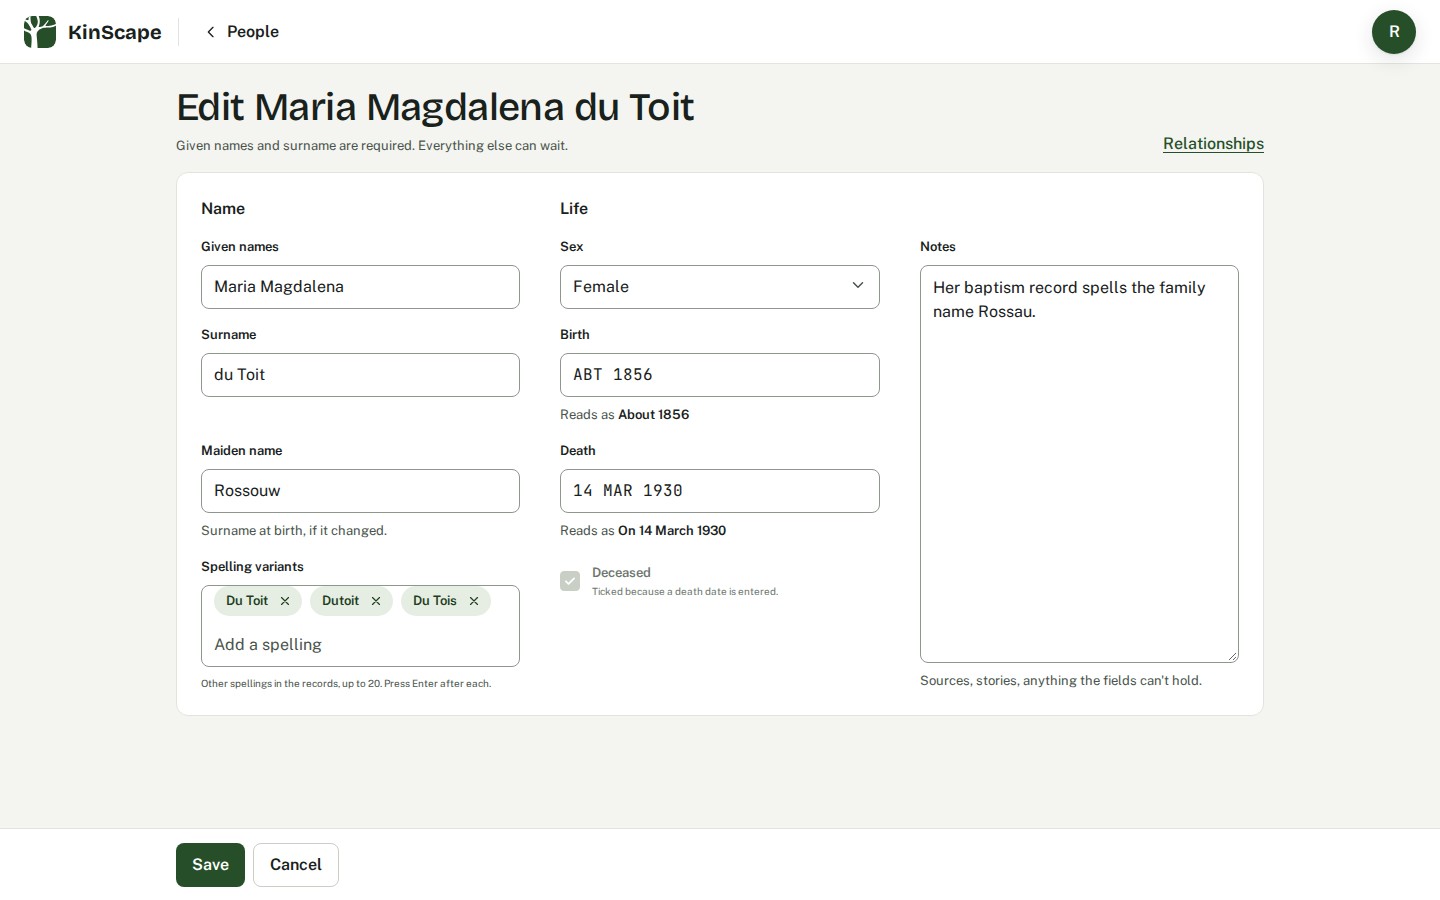 KinScape
People
R
Edit Maria Magdalena du Toit
Given names and surname are required. Everything else can wait.
Relationships
Name
Given names
Maria Magdalena
Surname
du Toit
Maiden name
Rossouw
Surname at birth, if it changed.
Spelling variants
Du Toit
Dutoit
Du Tois
Add a spelling
Other spellings in the records, up to 20. Press Enter after each.
Life
Sex
Female
Birth
ABT 1856
Reads as About 1856
Death
14 MAR 1930
Reads as On 14 March 1930
Deceased
Ticked because a death date is entered.
Notes
Her baptism record spells the family
name Rossau.
Sources, stories, anything the fields can't hold.
Save
Cancel